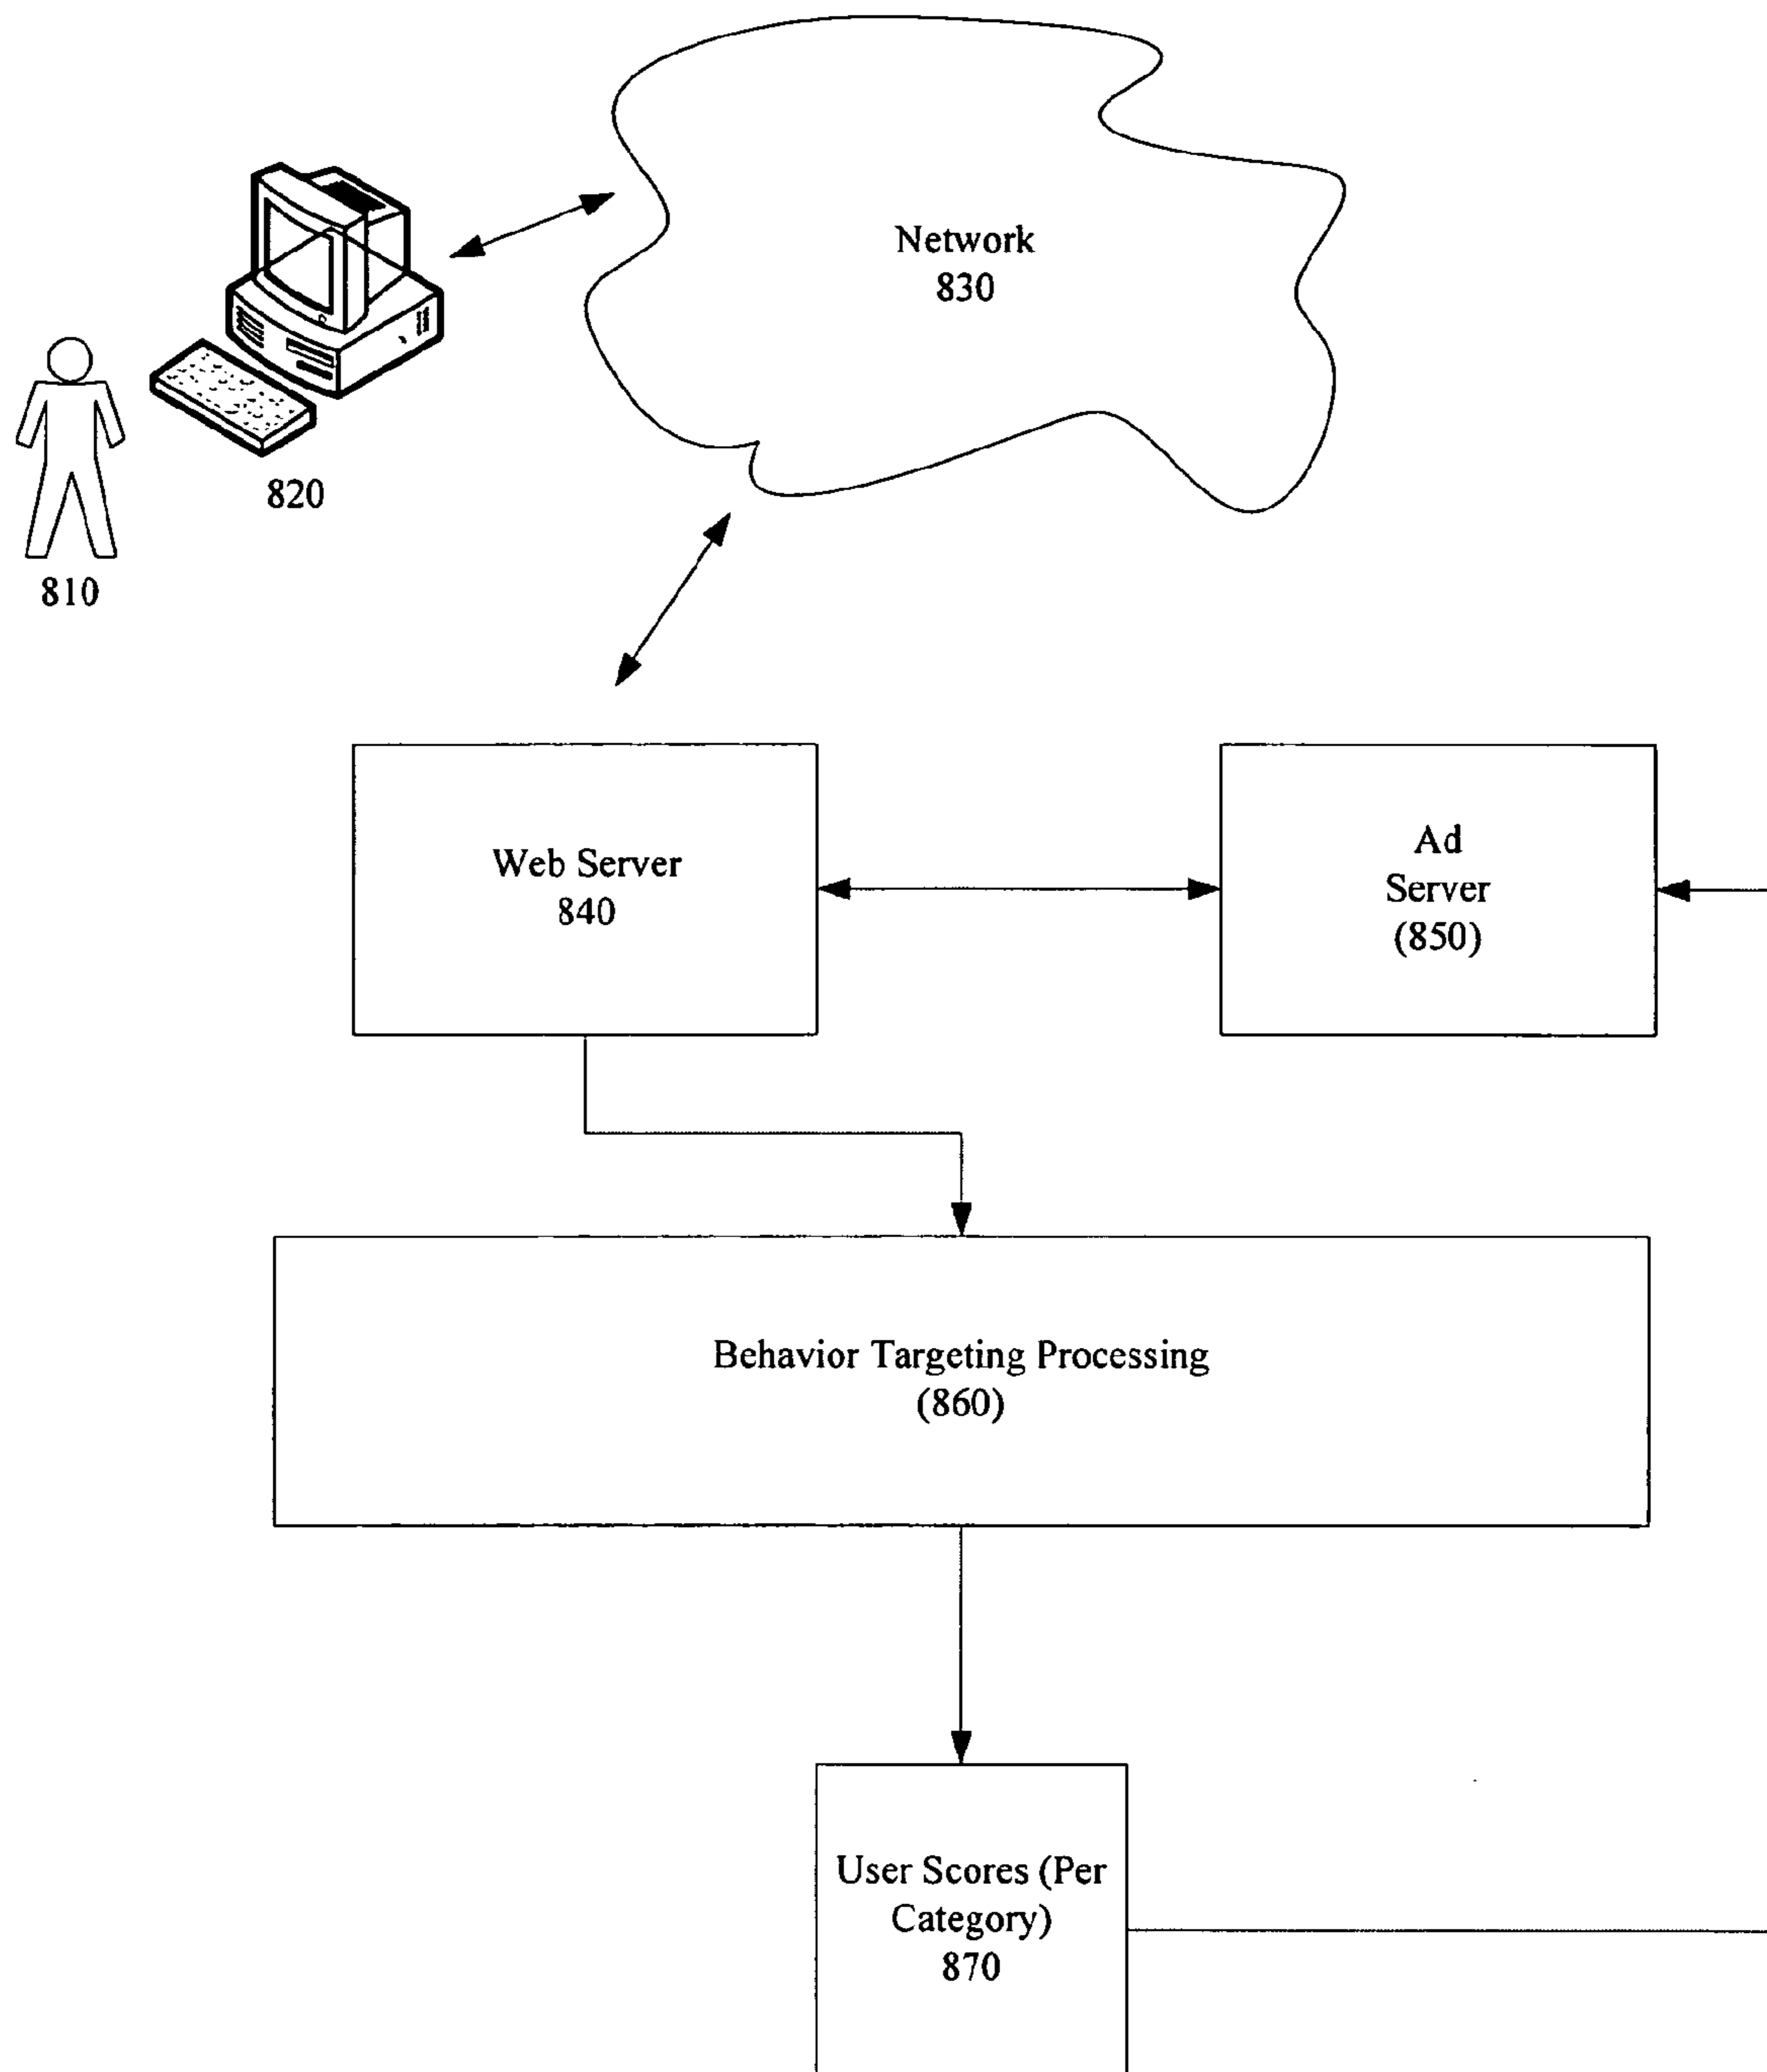 Network
830
820
810
Web Server
840
Ad
Server
(850)
Behavior Targeting Processing
(860)
User Scores (Per
Category)
870